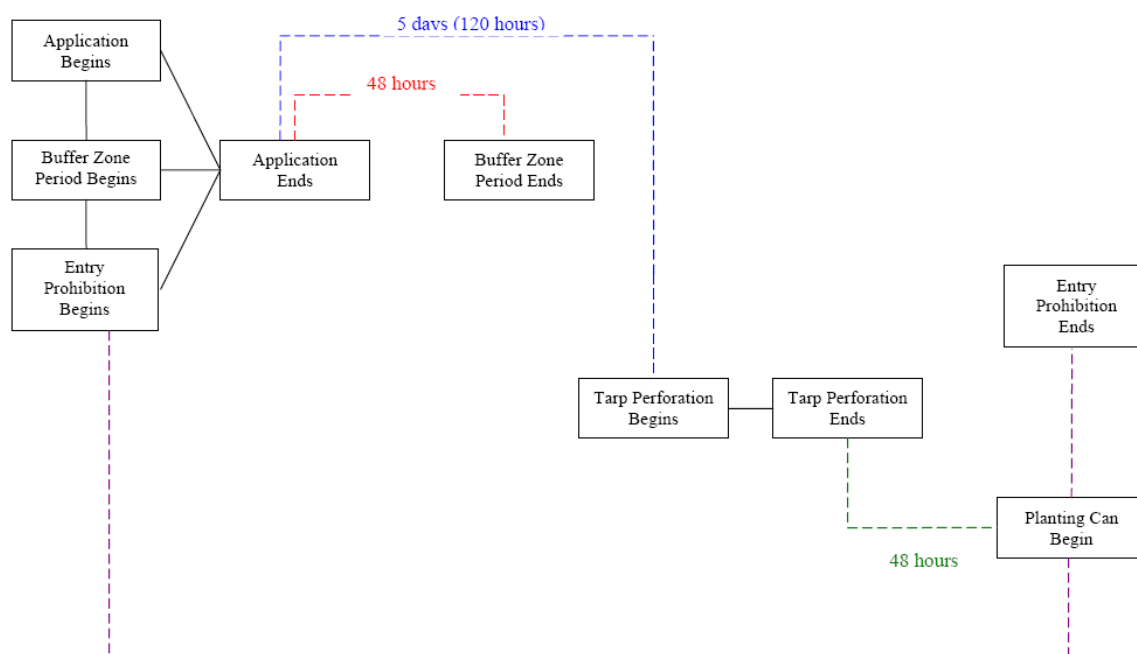 5 days (120 hours)
Application
Begins
48 hours
Buffer Zone
Period Begins
Application
Ends
Buffer Zone
Period Ends
Entry
Prohibition
Begins
Entry
Prohibition
Ends
Tarp Perforation
Begins
Tarp Perforation
Ends
Planting Can
Begin
48 hours